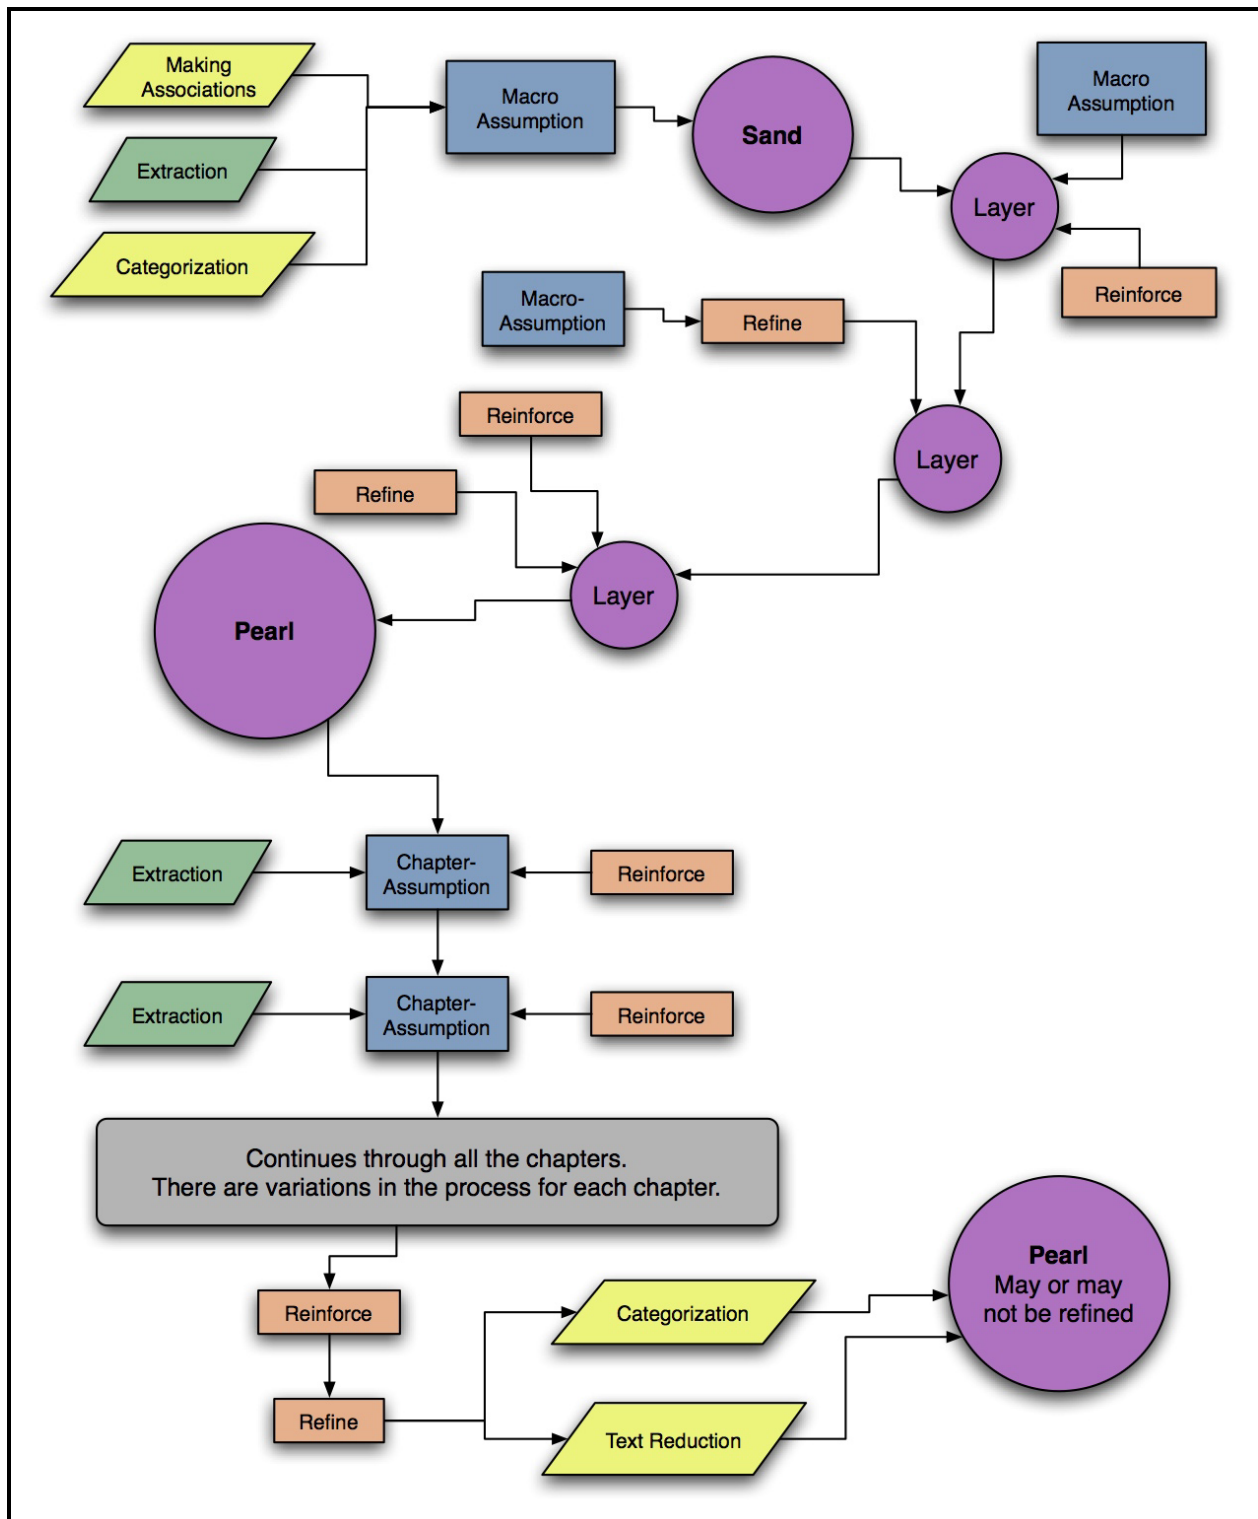 Making
Associations
Extraction
Categorization
Macro
Assumption
Sand
Macro
Assumption
Layer
Reinforce
Macro-
Assumption
Refine
Reinforce
Layer
Refine
Layer
Pearl
Extraction
Chapter-
Assumption
Reinforce
Extraction
Chapter-
Assumption
Reinforce
Continues through all the chapters.
There are variations in the process for each chapter.
Reinforce
Refine
Categorization
Text Reduction
Pearl
May or may
not be refined